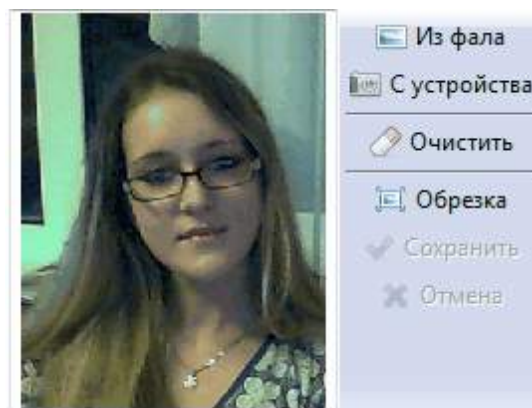 Из фала
С устройства
Очистить
Обрезка
Сохранить
Отмена